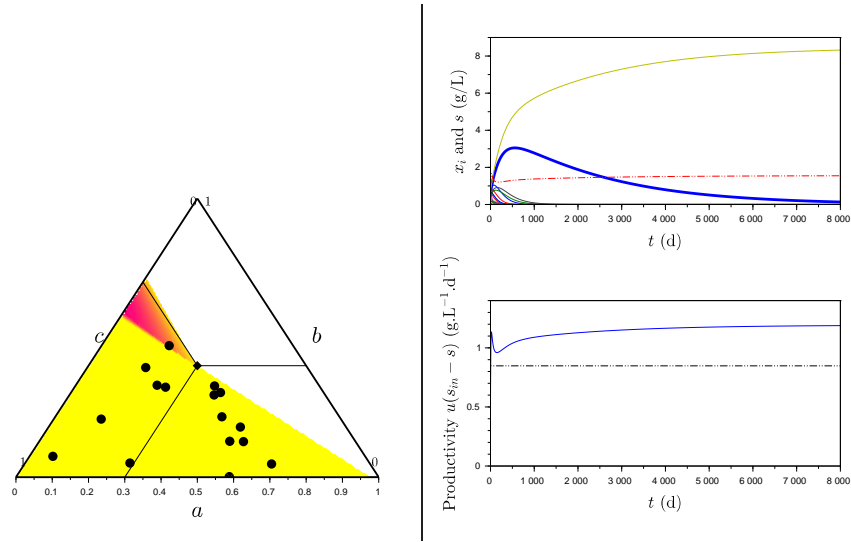 0 1
c
b
1
0
0 0.1 0.2 0.3 0.4 0.5 0.6 0.7 0.8 0.9 1
a
x_i and s (g/L)
8
6
4
2
0
0 1 000 2 000 3 000 4 000 5 000 6 000 7 000 8 000
t (d)
Productivity u(s_{in} − s) (g.L^{−1}.d^{−1})
1
0.5
0
0 1 000 2 000 3 000 4 000 5 000 6 000 7 000 8 000
t (d)